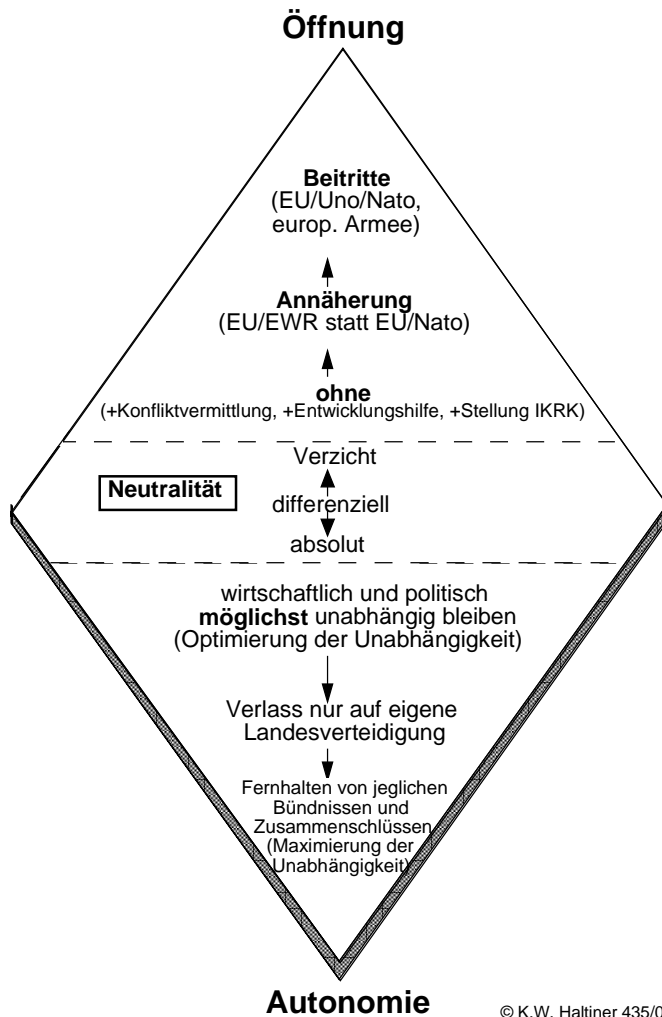 Öffnung
Beitritte
(EU/Uno/Nato,
europ. Armee)
Annäherung
(EU/EWR statt EU/Nato)
ohne
(+Konfliktvermittlung, +Entwicklungshilfe, +Stellung IKRK)
Verzicht
Neutralität
differenziell
absolut
wirtschaftlich und politisch
möglichst unabhängig bleiben
(Optimierung der Unabhängigkeit)
Verlass nur auf eigene
Landesverteidigung
Fernhalten von jeglichen
Bündnissen und
Zusammenschlüssen
(Maximierung der
Unabhängigkeit)
Autonomie
© K.W. Haltiner 435/0